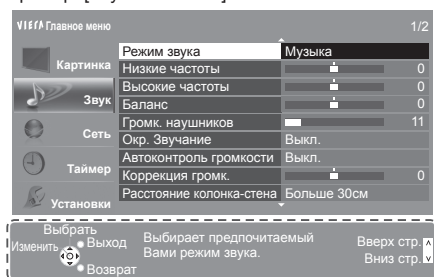 VIErA Главное меню 1/2
Картинка
Звук
Сеть
Таймер
Установки
Режим звука Музыка
Низкие частоты 0
Высокие частоты 0
Баланс 0
Громк. наушников 11
Окр. Звучание Выкл.
Автоконтроль громкости Выкл.
Коррекция громк. 0
Расстояние колонка-стена Больше 30см
Выбрать
Изменить Выход
Возврат
Выбирает предпочитаемый
Вами режим звука.
Вверх стр.
Вниз стр.